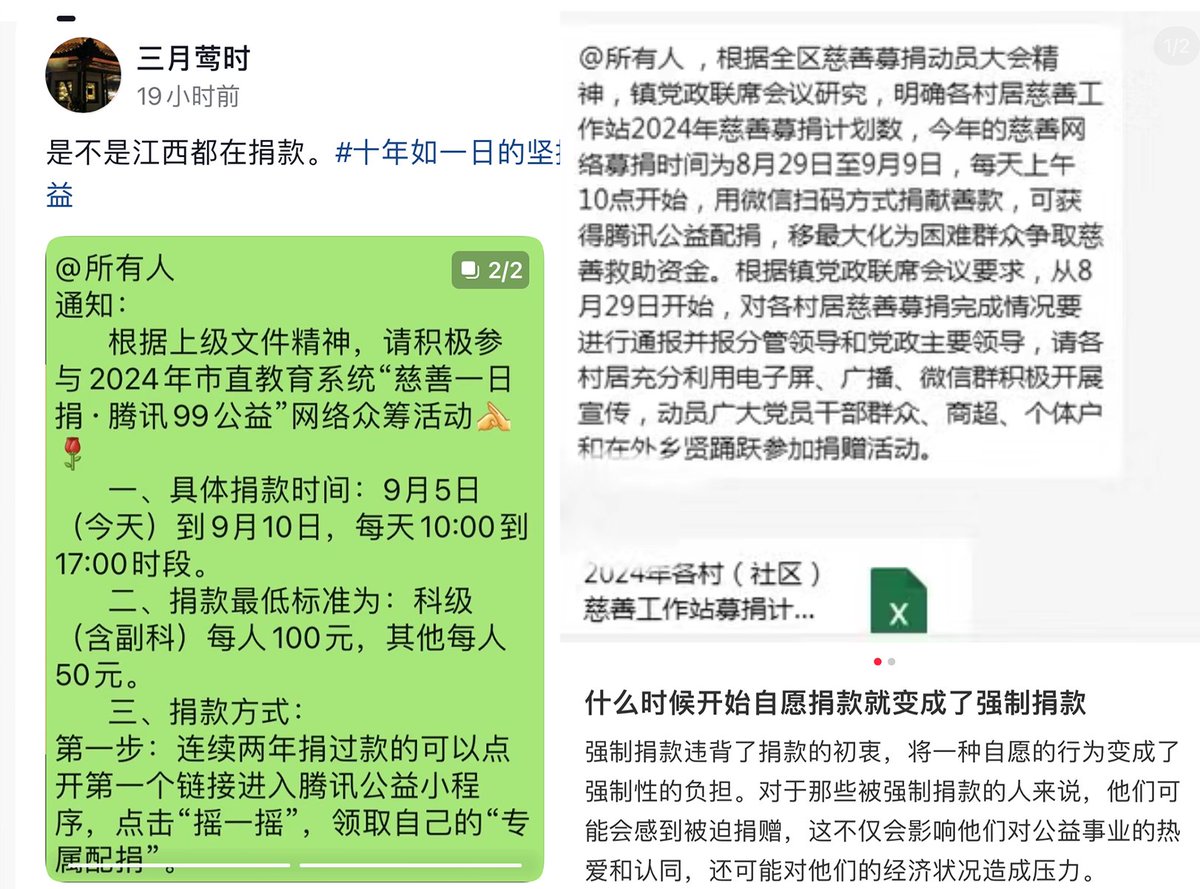 三月莺时
19小时前
是不是江西都在捐款。#十年如一日的坚
益
@所有人
2/2
通知：
根据上级文件精神，请积极参
与2024年市直教育系统“慈善一日
捐·腾讯99公益”网络众筹活动🫰
🌹
一、具体捐款时间：9月5日
（今天）到9月10日，每天10:00到
17:00时段。
二、捐款最低标准为：科级
（含副科）每人100元，其他每人
50元。
三、捐款方式：
第一步：连续两年捐过款的可以点
开第一个链接进入腾讯公益小程
序，点击“摇一摇”，领取自己的“专
属配捐”。
1/2
@所有人，根据全区慈善募捐动员大会精
神，镇党政联席会议研究，明确各村居慈善工
作站2024年慈善募捐计划数，今年的慈善网
络募捐时间为8月29日至9月9日，每天上午
10点开始，用微信扫码方式捐献善款，可获
得腾讯公益配捐，移最大化为困难群众争取慈
善救助资金。根据镇党政联席会议要求，从8
月29日开始，对各村居慈善募捐完成情况要
进行通报并报分管领导和党政主要领导，请各
村居充分利用电子屏、广播、微信群积极开展
宣传，动员广大党员干部群众、商超、个体户
和在外乡贤踊跃参加捐赠活动。
2024年各村（社区）
慈善工作站募捐计...
X
什么时候开始自愿捐款就变成了强制捐款
强制捐款违背了捐款的初衷，将一种自愿的行为变成了
强制性的负担。对于那些被强制捐款的人来说，他们可
能会感到被迫捐赠，这不仅会影响他们对公益事业的热
爱和认同，还可能对他们的经济状况造成压力。